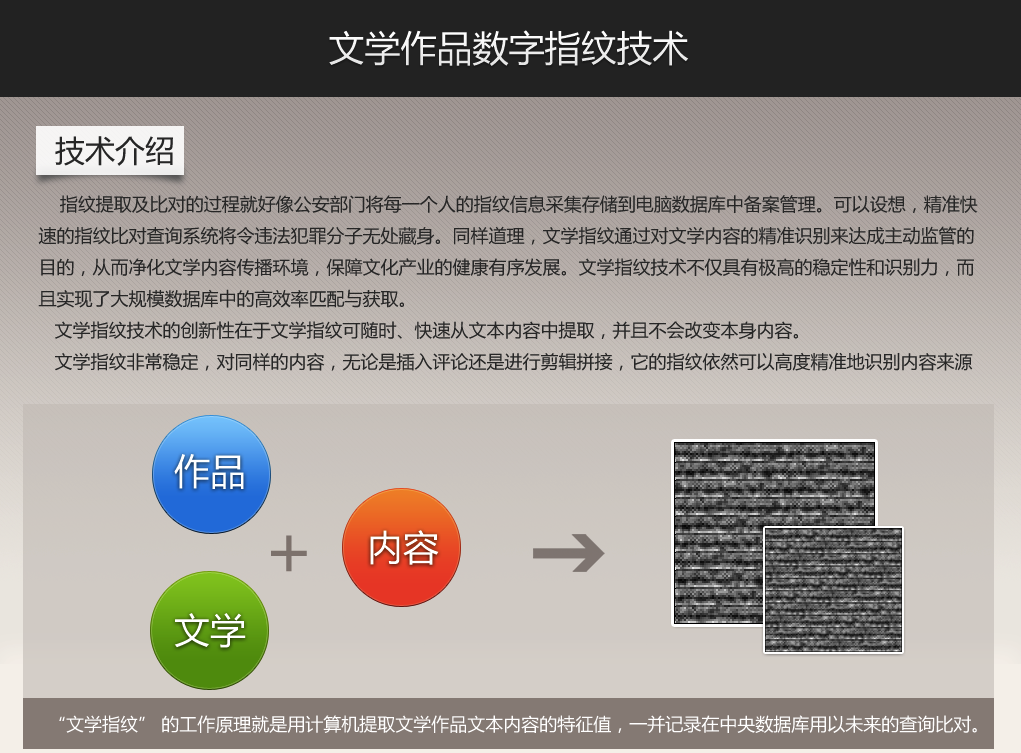 文学作品数字指纹技术
技术介绍
指纹提取及比对的过程就好像公安部门将每一个人的指纹信息采集存储到电脑数据库中备案管理。可以设想，精准快
速的指纹比对查询系统将令违法犯罪分子无处藏身。同样道理，文学指纹通过对文学内容的精准识别来达成主动监管的
目的，从而净化文学内容传播环境，保障文化产业的健康有序发展。文学指纹技术不仅具有极高的稳定性和识别力，而
且实现了大规模数据库中的高效率匹配与获取。
文学指纹技术的创新性在于文学指纹可随时、快速从文本内容中提取，并且不会改变本身内容。
文学指纹非常稳定，对同样的内容，无论是插入评论还是进行剪辑拼接，它的指纹依然可以高度精准地识别内容来源
作品
内容
文学
“文学指纹” 的工作原理就是用计算机提取文学作品文本内容的特征值，一并记录在中央数据库用以未来的查询比对。